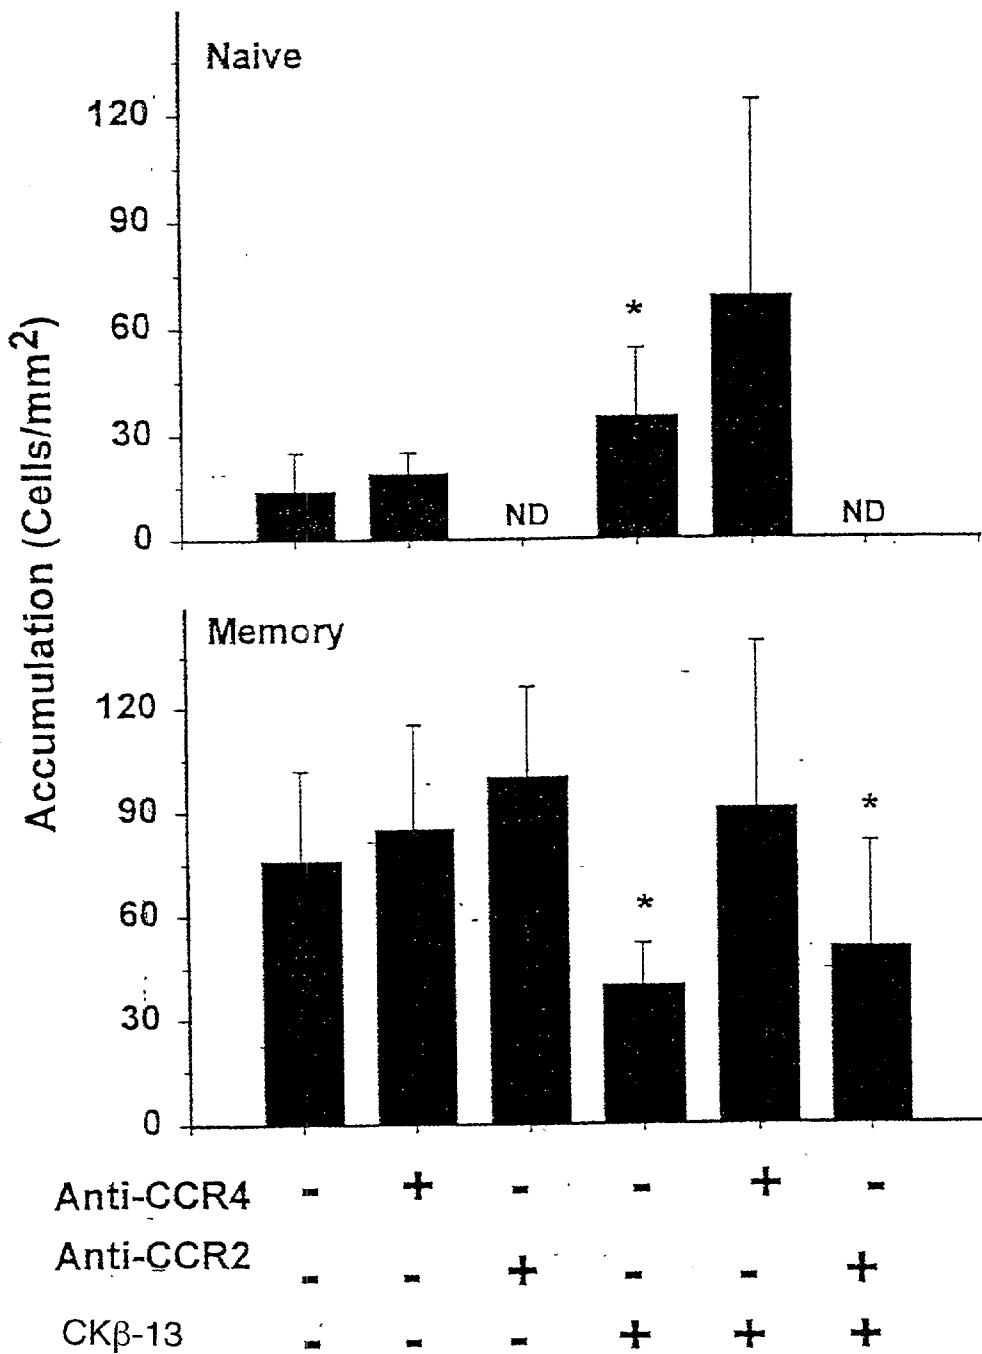 Naive
120
90
60
30
0
*
ND
ND
Accumulation (Cells/mm²)
Memory
120
90
60
30
0
*
*
Anti-CCR4 - + - - + -
Anti-CCR2 - - + - - +
CKβ-13 - - - + + +